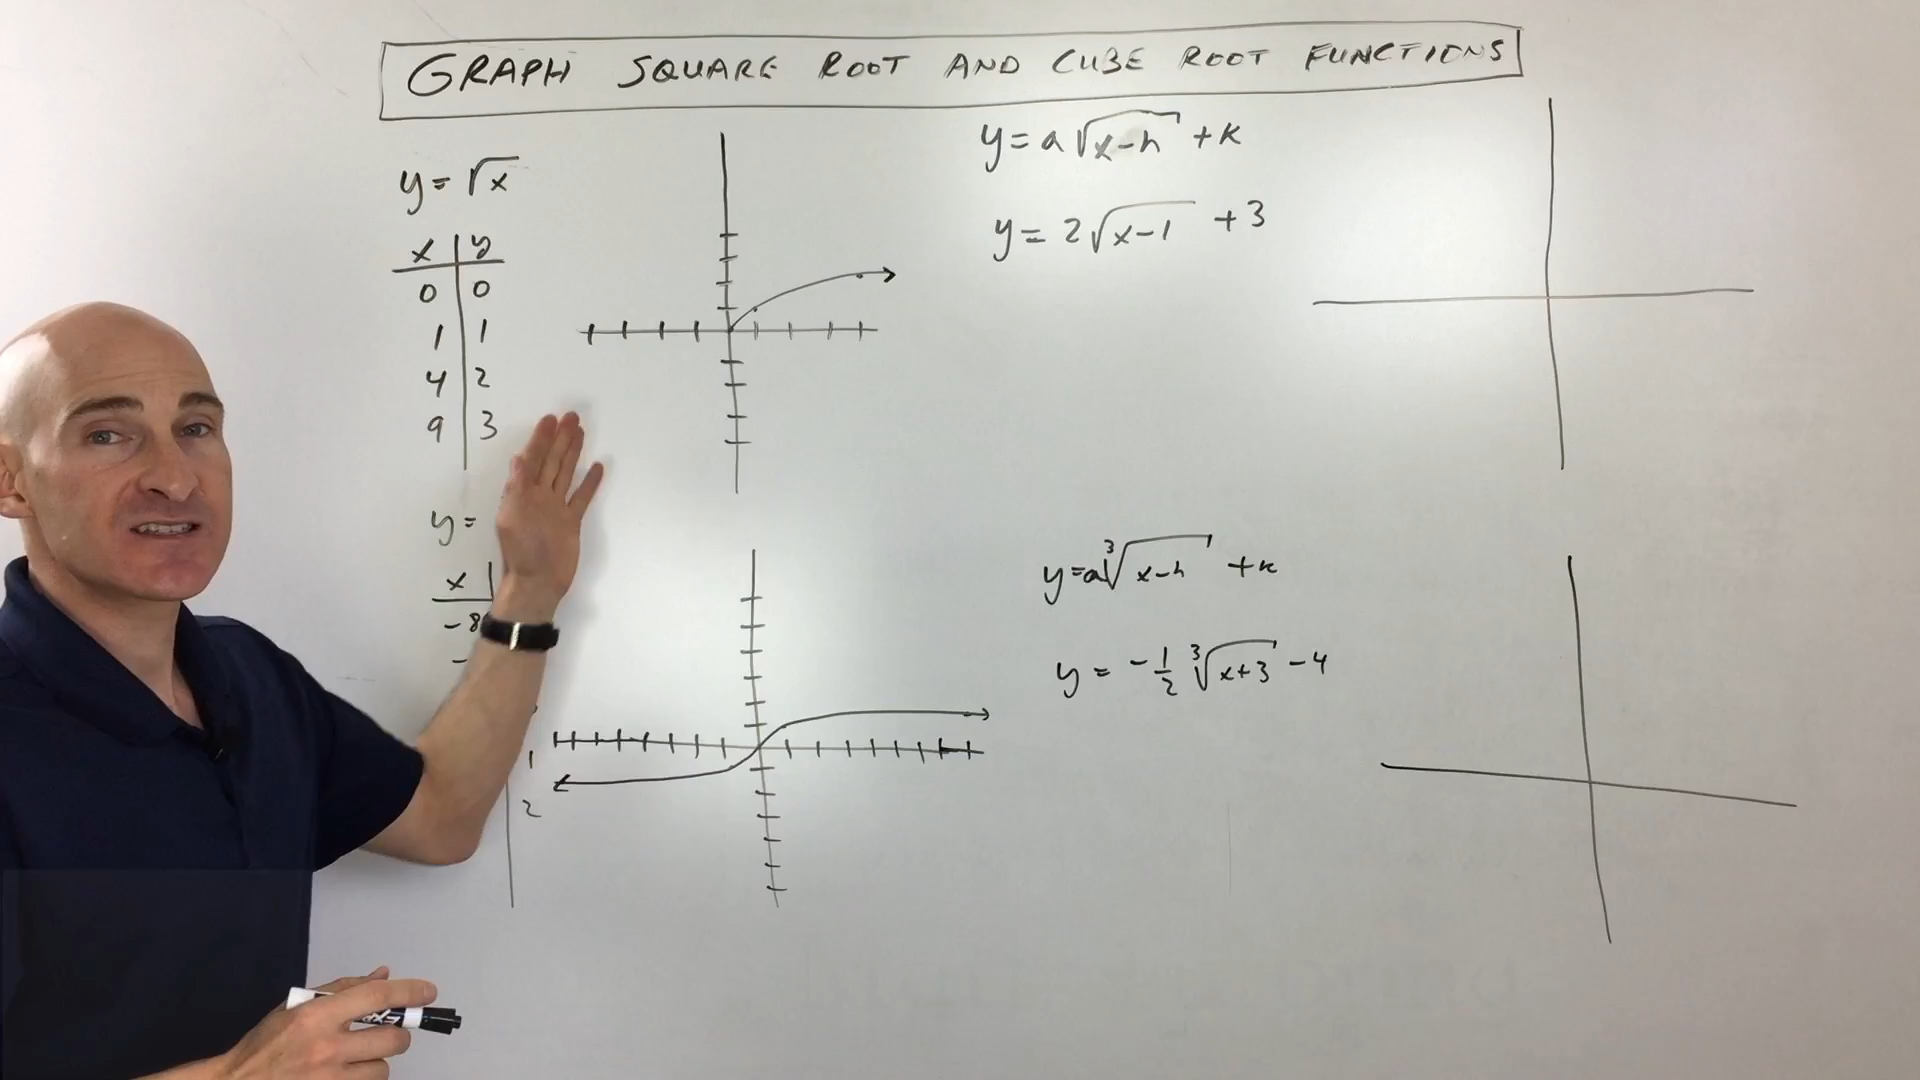 GRAPH SQUARE ROOT AND CUBE ROOT FUNCTIONS
y = √x
x | y
0 | 0
1 | 1
4 | 2
9 | 3
y =
x |
-8
-
1
2
y = a√(x-h) + k
y = 2√(x-1) + 3
y = a∛(x-h) + k
y = -1/2 ∛(x+3) - 4
EXPO